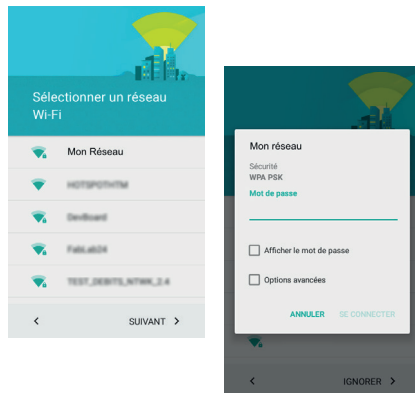 Sélectionner un réseau
Wi-Fi
Mon Réseau
HOTSPOTHTM
DevBoard
FabLab24
TEST_DEBITS_NTWK_2.4
SUIVANT
Mon réseau
Sécurité
WPA PSK
Mot de passe
Afficher le mot de passe
Options avancées
ANNULER SE CONNECTER
IGNORER